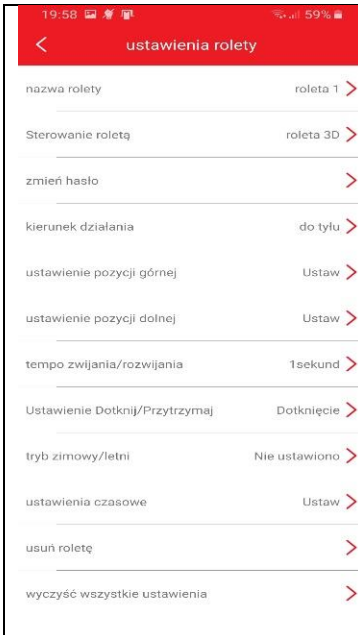 19:58 59%
ustawienia rolety
nazwa rolety roleta 1
Sterowanie roletą roleta 3D
zmień hasło
kierunek działania do tyłu
ustawienie pozycji górnej Ustaw
ustawienie pozycji dolnej Ustaw
tempo zwijania/rozwijania 1sekund
Ustawienie Dotknij/Przytrzymaj Dotknięcie
tryb zimowy/letni Nie ustawiono
ustawienia czasowe Ustaw
usuń roletę
wyczyść wszystkie ustawienia